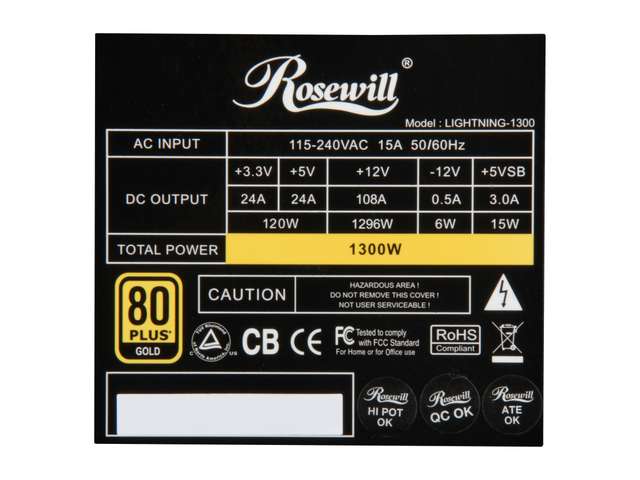 Rosewill®
Model : LIGHTNING-1300
AC INPUT 115-240VAC 15A 50/60Hz
DC OUTPUT +3.3V +5V +12V -12V +5VSB
24A 24A 108A 0.5A 3.0A
120W 1296W 6W 15W
TOTAL POWER 1300W
80
PLUS®
GOLD
CAUTION
HAZARDOUS AREA !
DO NOT REMOVE THIS COVER !
NOT USER SERVICEABLE !
C US
CB CE FC Tested to comply
with FCC Standard
For Home or for Office use
RoHS
Compliant
Rosewill
HI POT
OK
Rosewill
QC OK
Rosewill
ATE
OK